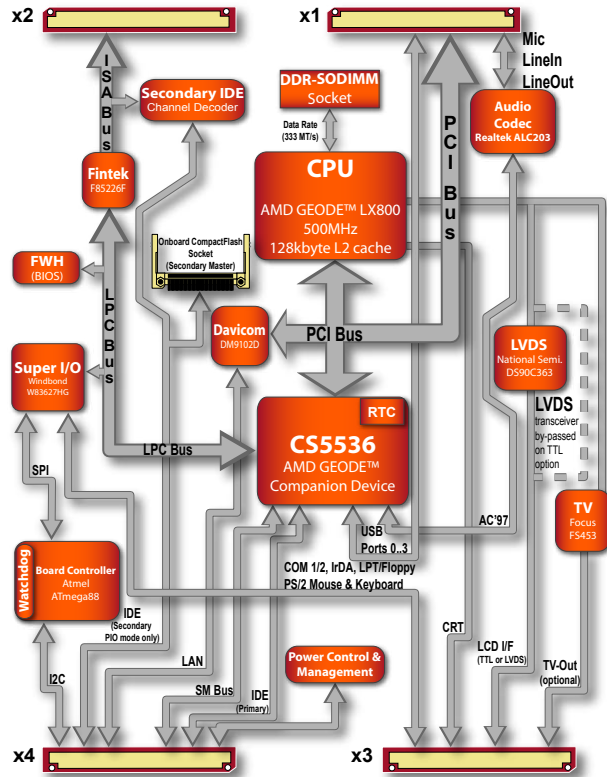 x2
x1
Mic
LineIn
LineOut
ISA Bus
Secondary IDE
Channel Decoder
DDR-SODIMM
Socket
Audio
Codec
Realtek ALC203
Data Rate
(333 MT/s)
PCI Bus
CPU
AMD GEODE™ LX800
500MHz
128kbyte L2 cache
Fintek
F85226F
Onboard CompactFlash
Socket
(Secondary Master)
FWH
(BIOS)
LPC Bus
Davicom
DM9102D
PCI Bus
LVDS
National Semi.
DS90C363
Super I/O
Windbond
W83627HG
RTC
LVDS
transceiver
by-passed
on TTL
option
CS5536
AMD GEODE™
Companion Device
LPC Bus
SPI
TV
Focus
FS453
USB
Ports 0..3
AC'97
COM 1/2, IrDA, LPT/Floppy
PS/2 Mouse & Keyboard
Watchdog
Board Controller
Atmel
ATmega88
IDE
(Secondary
PIO mode only)
CRT
LCD I/F
(TTL or LVDS)
TV-Out
(optional)
LAN
Power Control &
Management
I2C
SM Bus
IDE
(Primary)
x4
x3